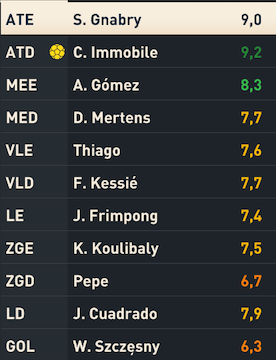 ATE S. Gnabry 9,0
ATD C. Immobile 9,2
MEE A. Gómez 8,3
MED D. Mertens 7,7
VLE Thiago 7,6
VLD F. Kessié 7,7
LE J. Frimpong 7,4
ZGE K. Koulibaly 7,5
ZGD Pepe 6,7
LD J. Cuadrado 7,9
GOL W. Szczęsny 6,3